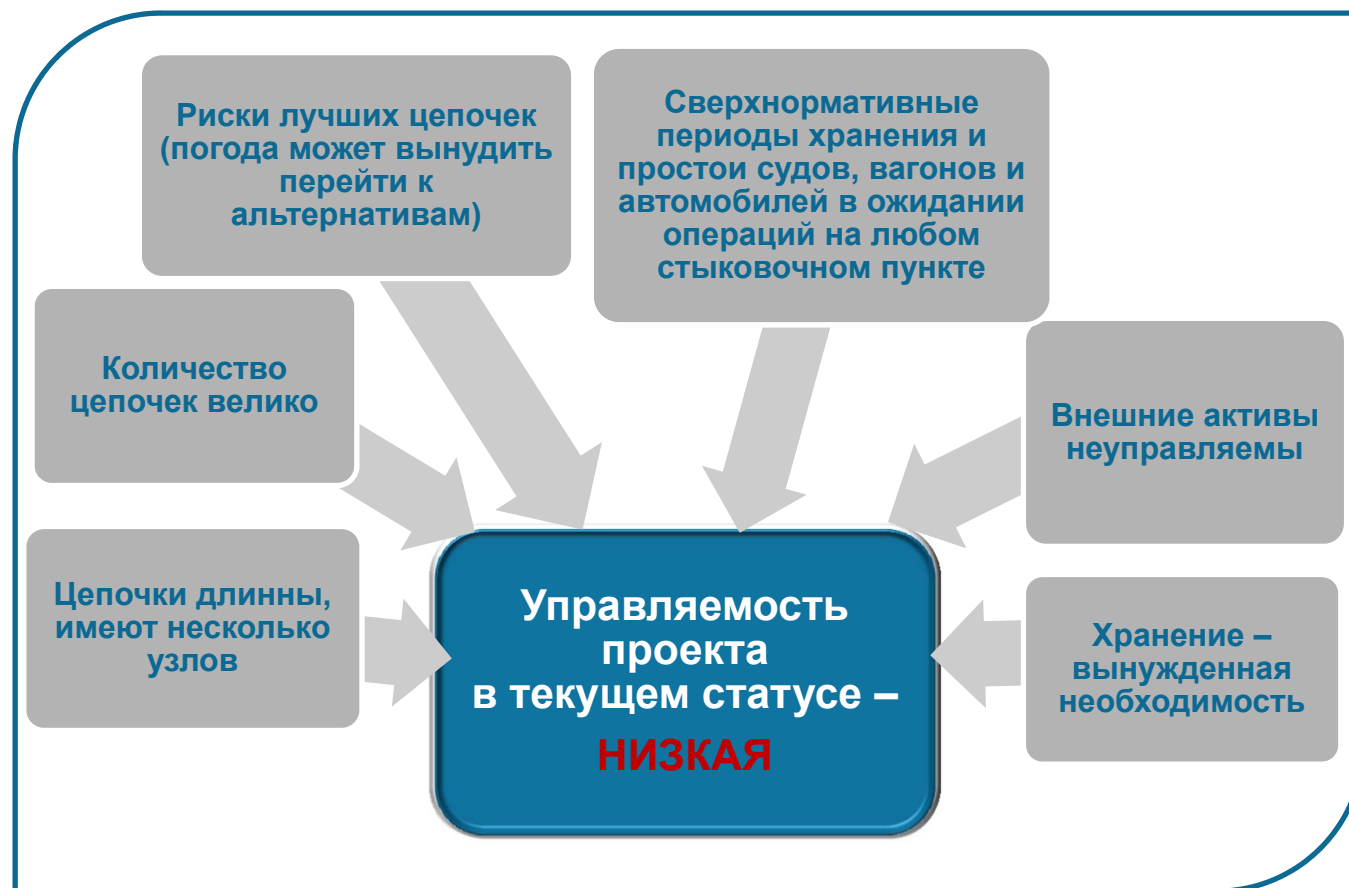 Риски лучших цепочек
(погода может вынудить
перейти к
альтернативам)
Сверхнормативные
периоды хранения и
простои судов, вагонов и
автомобилей в ожидании
операций на любом
стыковочном пункте
Количество
цепочек велико
Внешние активы
неуправляемы
Цепочки длинны,
имеют несколько
узлов
Управляемость
проекта
в текущем статусе –
НИЗКАЯ
Хранение –
вынужденная
необходимость